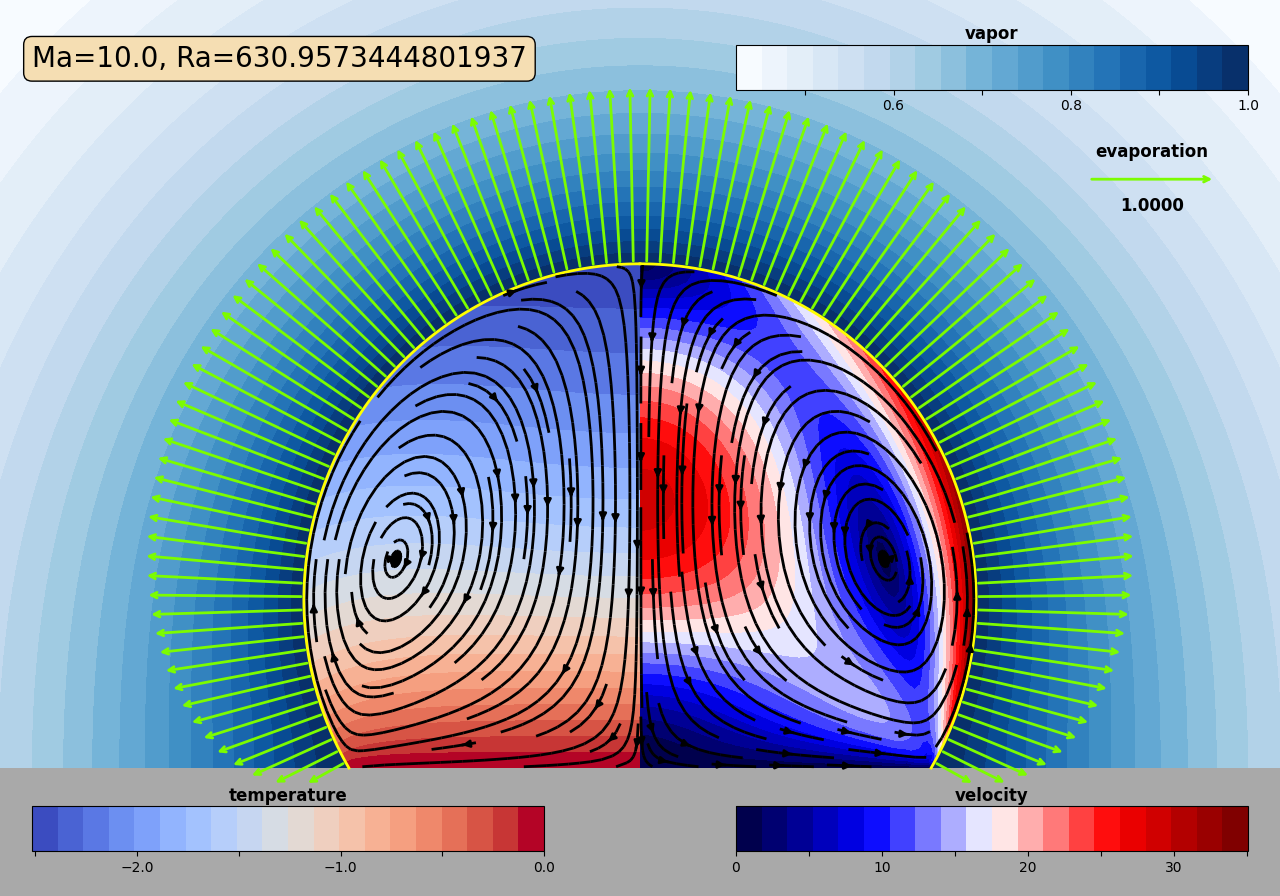 Ma=10.0, Ra=630.9573444801937
vapor
0.6 0.8 1.0
evaporation
1.0000
temperature
−2.0 −1.0 0.0
velocity
0 10 20 30